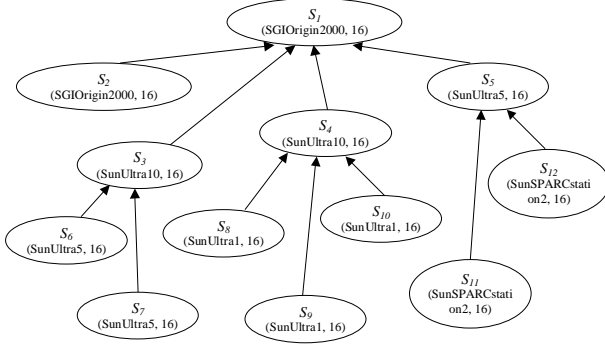 S1
(SGIOrigin2000, 16)
S2
(SGIOrigin2000, 16)
S5
(SunUltra5, 16)
S4
(SunUltra10, 16)
S3
(SunUltra10, 16)
S12
(SunSPARCstati
on2, 16)
S6
(SunUltra5, 16)
S8
(SunUltra1, 16)
S10
(SunUltra1, 16)
S11
(SunSPARCstati
on2, 16)
S7
(SunUltra5, 16)
S9
(SunUltra1, 16)